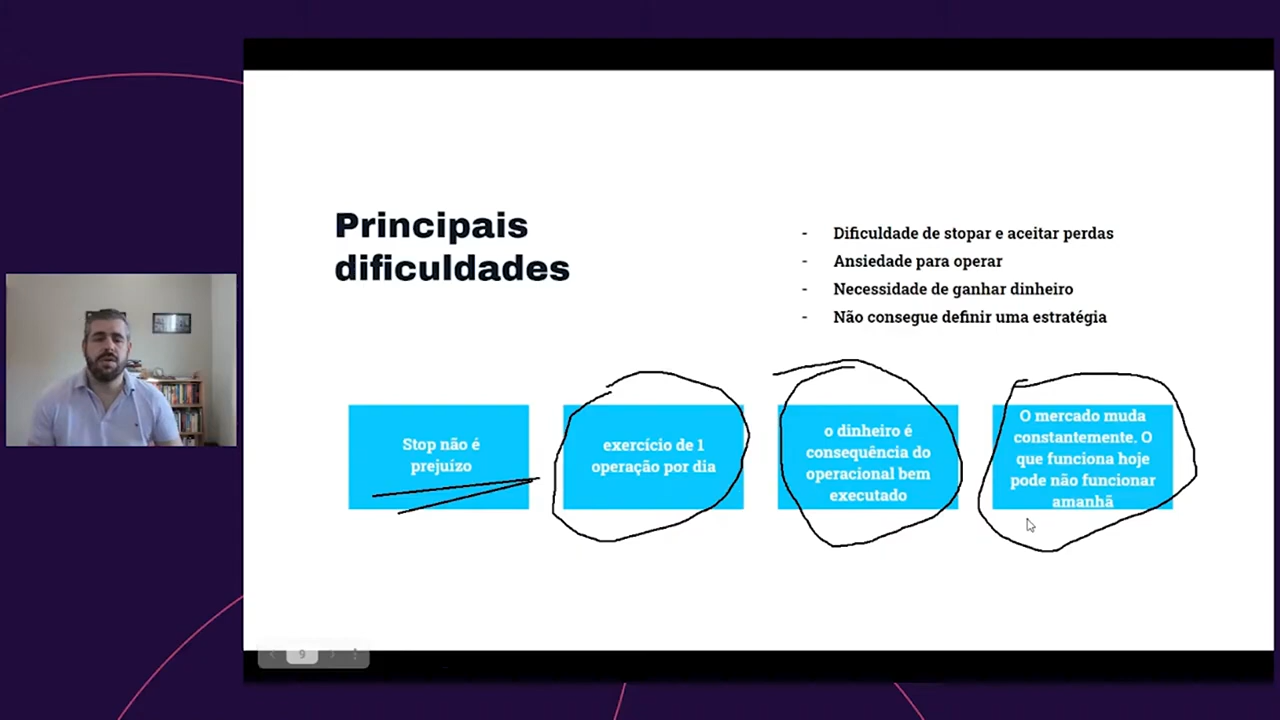 Principais
dificuldades
- Dificuldade de stopar e aceitar perdas
- Ansiedade para operar
- Necessidade de ganhar dinheiro
- Não consegue definir uma estratégia
Stop não é
prejuízo
exercício de 1
operação por dia
o dinheiro é
consequência do
operacional bem
executado
O mercado muda
constantemente. O
que funciona hoje
pode não funcionar
amanhã
9